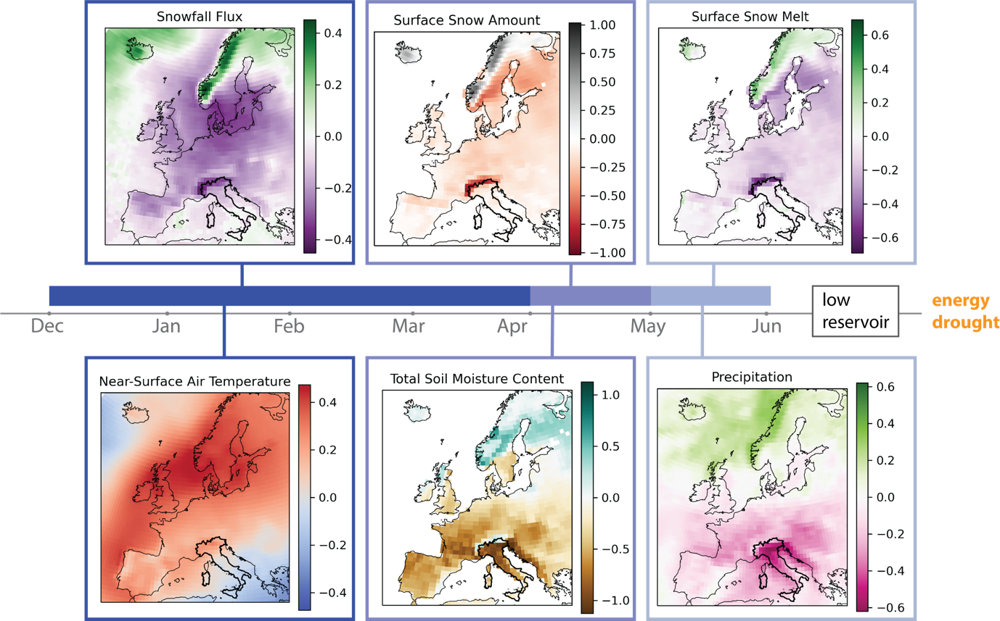 Snowfall Flux
0.4
0.2
0.0
−0.2
−0.4
Surface Snow Amount
1.00
0.75
0.50
0.25
0.00
−0.25
−0.50
−0.75
−1.00
Surface Snow Melt
0.6
0.4
0.2
0.0
−0.2
−0.4
−0.6
Dec
Jan
Feb
Mar
Apr
May
Jun
low
reservoir
energy
drought
Near-Surface Air Temperature
0.4
0.2
0.0
−0.2
−0.4
Total Soil Moisture Content
1.0
0.5
0.0
−0.5
−1.0
Precipitation
0.6
0.4
0.2
0.0
−0.2
−0.4
−0.6